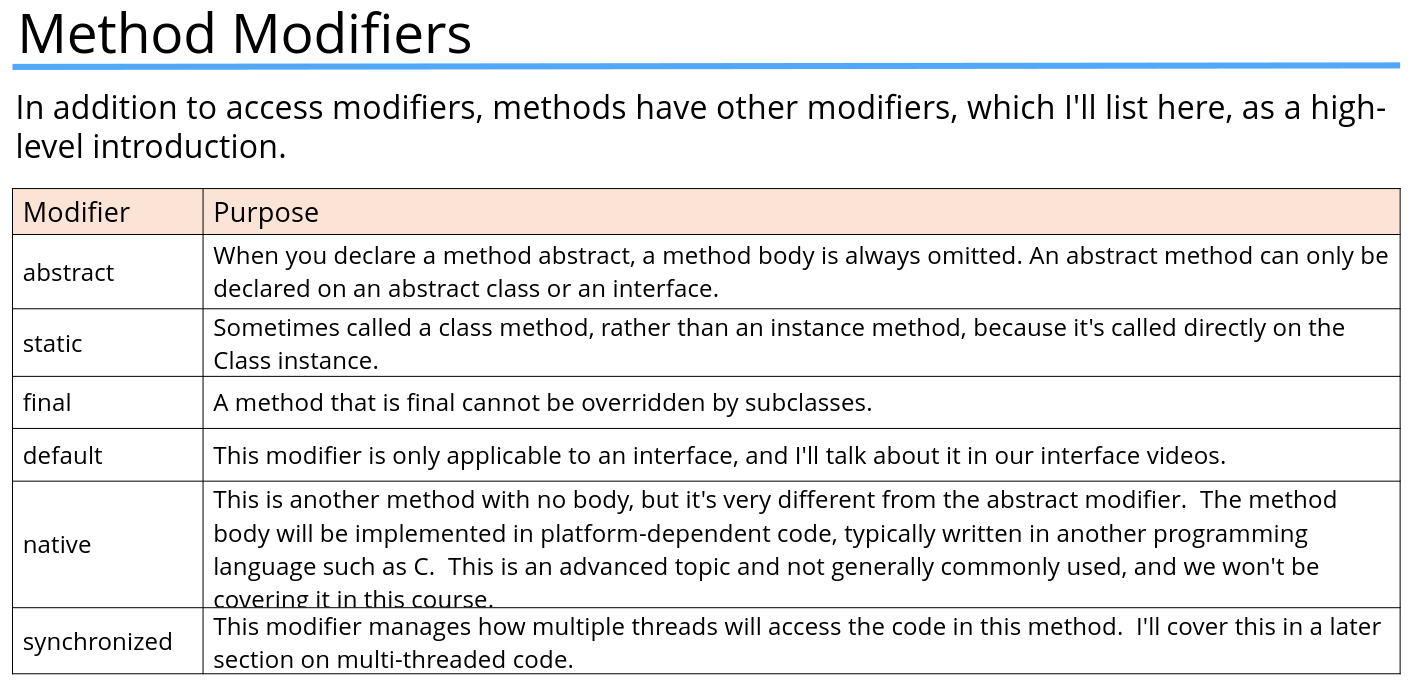 Method Modifiers
In addition to access modifiers, methods have other modifiers, which I'll list here, as a high-
level introduction.
Modifier Purpose
abstract
When you declare a method abstract, a method body is always omitted. An abstract method can only be
declared on an abstract class or an interface.
static
Sometimes called a class method, rather than an instance method, because it's called directly on the
Class instance.
final
A method that is final cannot be overridden by subclasses.
default
This modifier is only applicable to an interface, and I'll talk about it in our interface videos.
native
This is another method with no body, but it's very different from the abstract modifier.  The method
body will be implemented in platform-dependent code, typically written in another programming
language such as C.  This is an advanced topic and not generally commonly used, and we won't be
covering it in this course.
synchronized
This modifier manages how multiple threads will access the code in this method.  I'll cover this in a later
section on multi-threaded code.